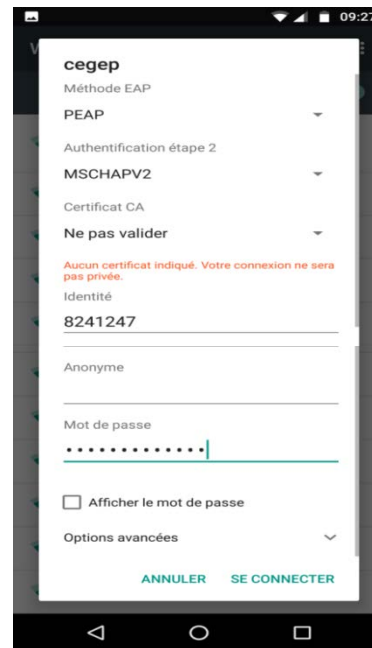 09:27
W
cegep
Méthode EAP
PEAP
Authentification étape 2
MSCHAPV2
Certificat CA
Ne pas valider
Aucun certificat indiqué. Votre connexion ne sera
pas privée.
Identité
8241247
Anonyme
Mot de passe
•••••••••••••
Afficher le mot de passe
Options avancées
ANNULER SE CONNECTER